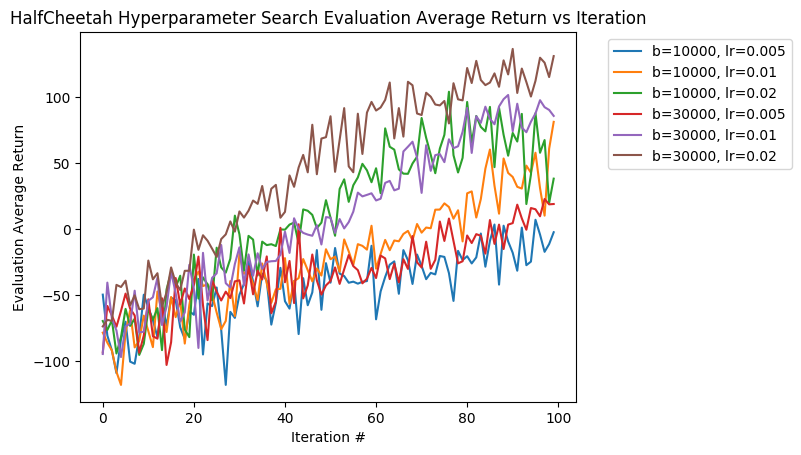 HalfCheetah Hyperparameter Search Evaluation Average Return vs Iteration
b=10000, lr=0.005
b=10000, lr=0.01
b=10000, lr=0.02
b=30000, lr=0.005
b=30000, lr=0.01
b=30000, lr=0.02
Evaluation Average Return
100
50
0
−50
−100
0 20 40 60 80 100
Iteration #